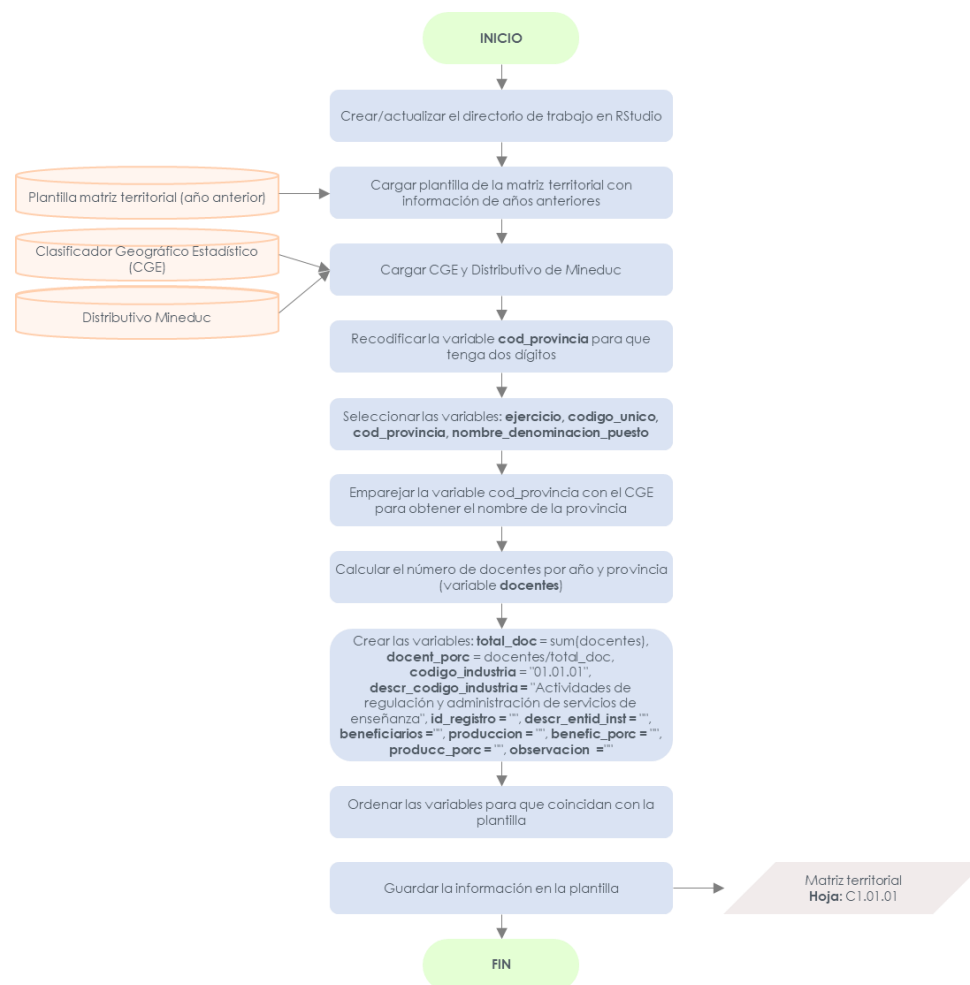 INICIO
Crear/actualizar el directorio de trabajo en RStudio
Plantilla matriz territorial (año anterior)
Cargar plantilla de la matriz territorial con
información de años anteriores
Clasificador Geográfico Estadístico
(CGE)
Distributivo Mineduc
Cargar CGE y Distributivo de Mineduc
Recodificar la variable cod_provincia para que
tenga dos dígitos
Seleccionar las variables: ejercicio, codigo_unico,
cod_provincia, nombre_denominacion_puesto
Emparejar la variable cod_provincia con el CGE
para obtener el nombre de la provincia
Calcular el número de docentes por año y provincia
(variable docentes)
Crear las variables: total_doc = sum(docentes),
docent_porc = docentes/total_doc,
codigo_industria = "01.01.01",
descr_codigo_industria = "Actividades de
regulación y administración de servicios de
enseñanza", id_registro = "", descr_entid_inst = "",
beneficiarios ="", produccion = "", benefic_porc = "",
producc_porc = "", observacion =""
Ordenar las variables para que coincidan con la
plantilla
Guardar la información en la plantilla
Matriz territorial
Hoja: C1.01.01
FIN